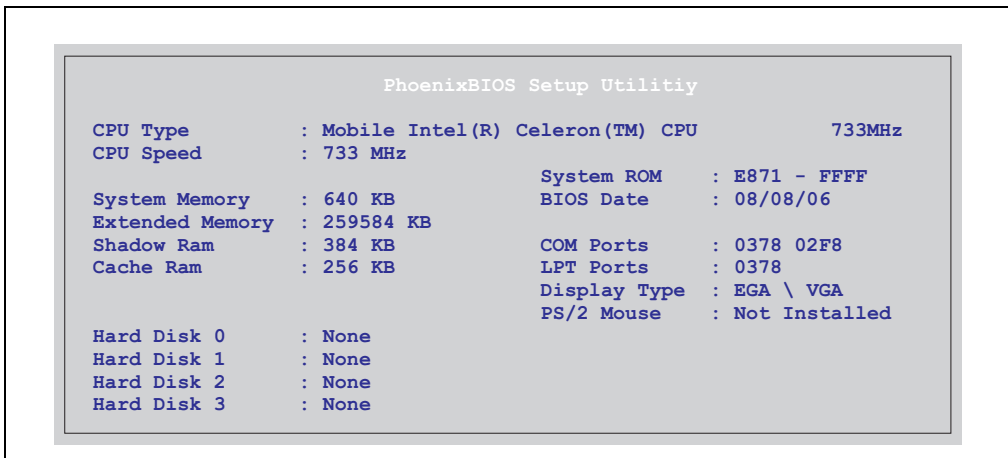 PhoenixBIOS Setup Utilitiy
CPU Type : Mobile Intel(R) Celeron(TM) CPU 733MHz
CPU Speed : 733 MHz
System ROM : E871 - FFFF
System Memory : 640 KB BIOS Date : 08/08/06
Extended Memory : 259584 KB
Shadow Ram : 384 KB COM Ports : 0378 02F8
Cache Ram : 256 KB LPT Ports : 0378
Display Type : EGA \ VGA
PS/2 Mouse : Not Installed
Hard Disk 0 : None
Hard Disk 1 : None
Hard Disk 2 : None
Hard Disk 3 : None